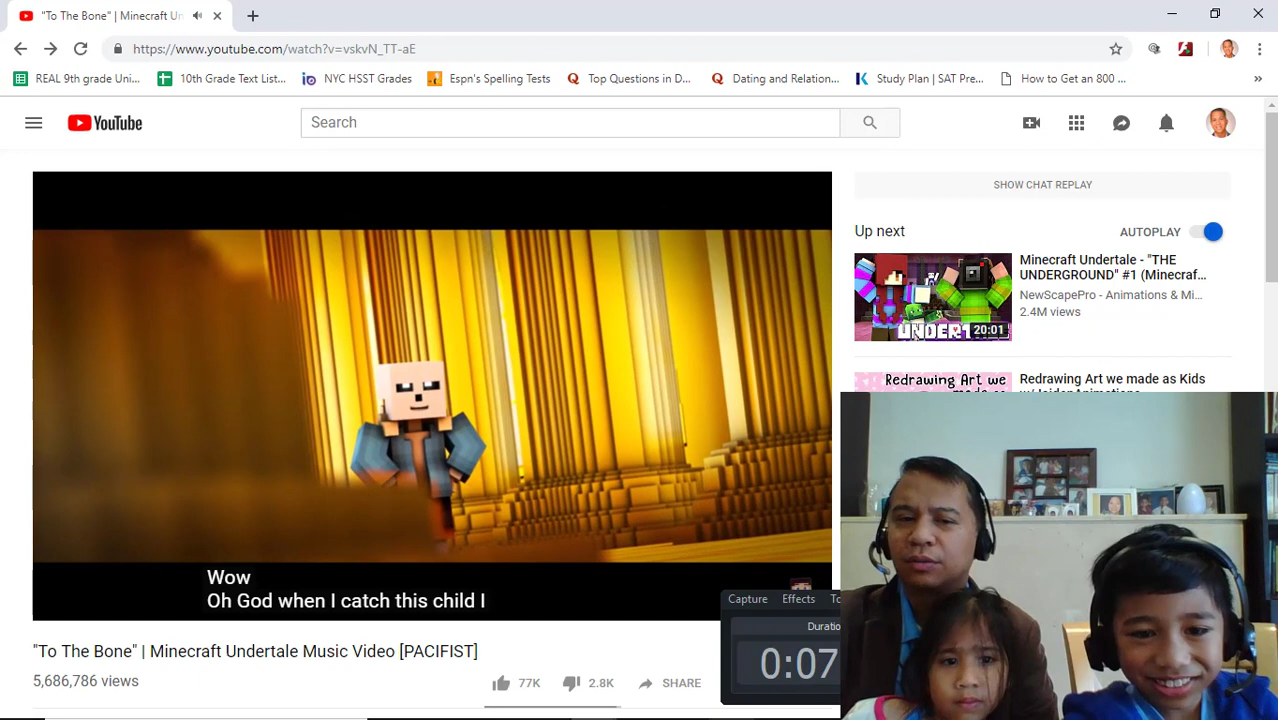 "To The Bone" | Minecraft Un
https://www.youtube.com/watch?v=vskvN_TT-aE
REAL 9th grade Uni...
10th Grade Text List...
NYC HSST Grades
Espn's Spelling Tests
Top Questions in D...
Dating and Relation...
Study Plan | SAT Pre...
How to Get an 800 ...
YouTube
Search
SHOW CHAT REPLAY
Up next
AUTOPLAY
Minecraft Undertale - "THE
UNDERGROUND" #1 (Minecraf...
NewScapePro - Animations & Mi...
2.4M views
UNDERT
20:01
Redrawing Art we
Redrawing Art we made as Kids
Wow
Oh God when I catch this child I
Capture
Effects
To
Duratio
0:07
"To The Bone" | Minecraft Undertale Music Video [PACIFIST]
5,686,786 views
77K
2.8K
SHARE